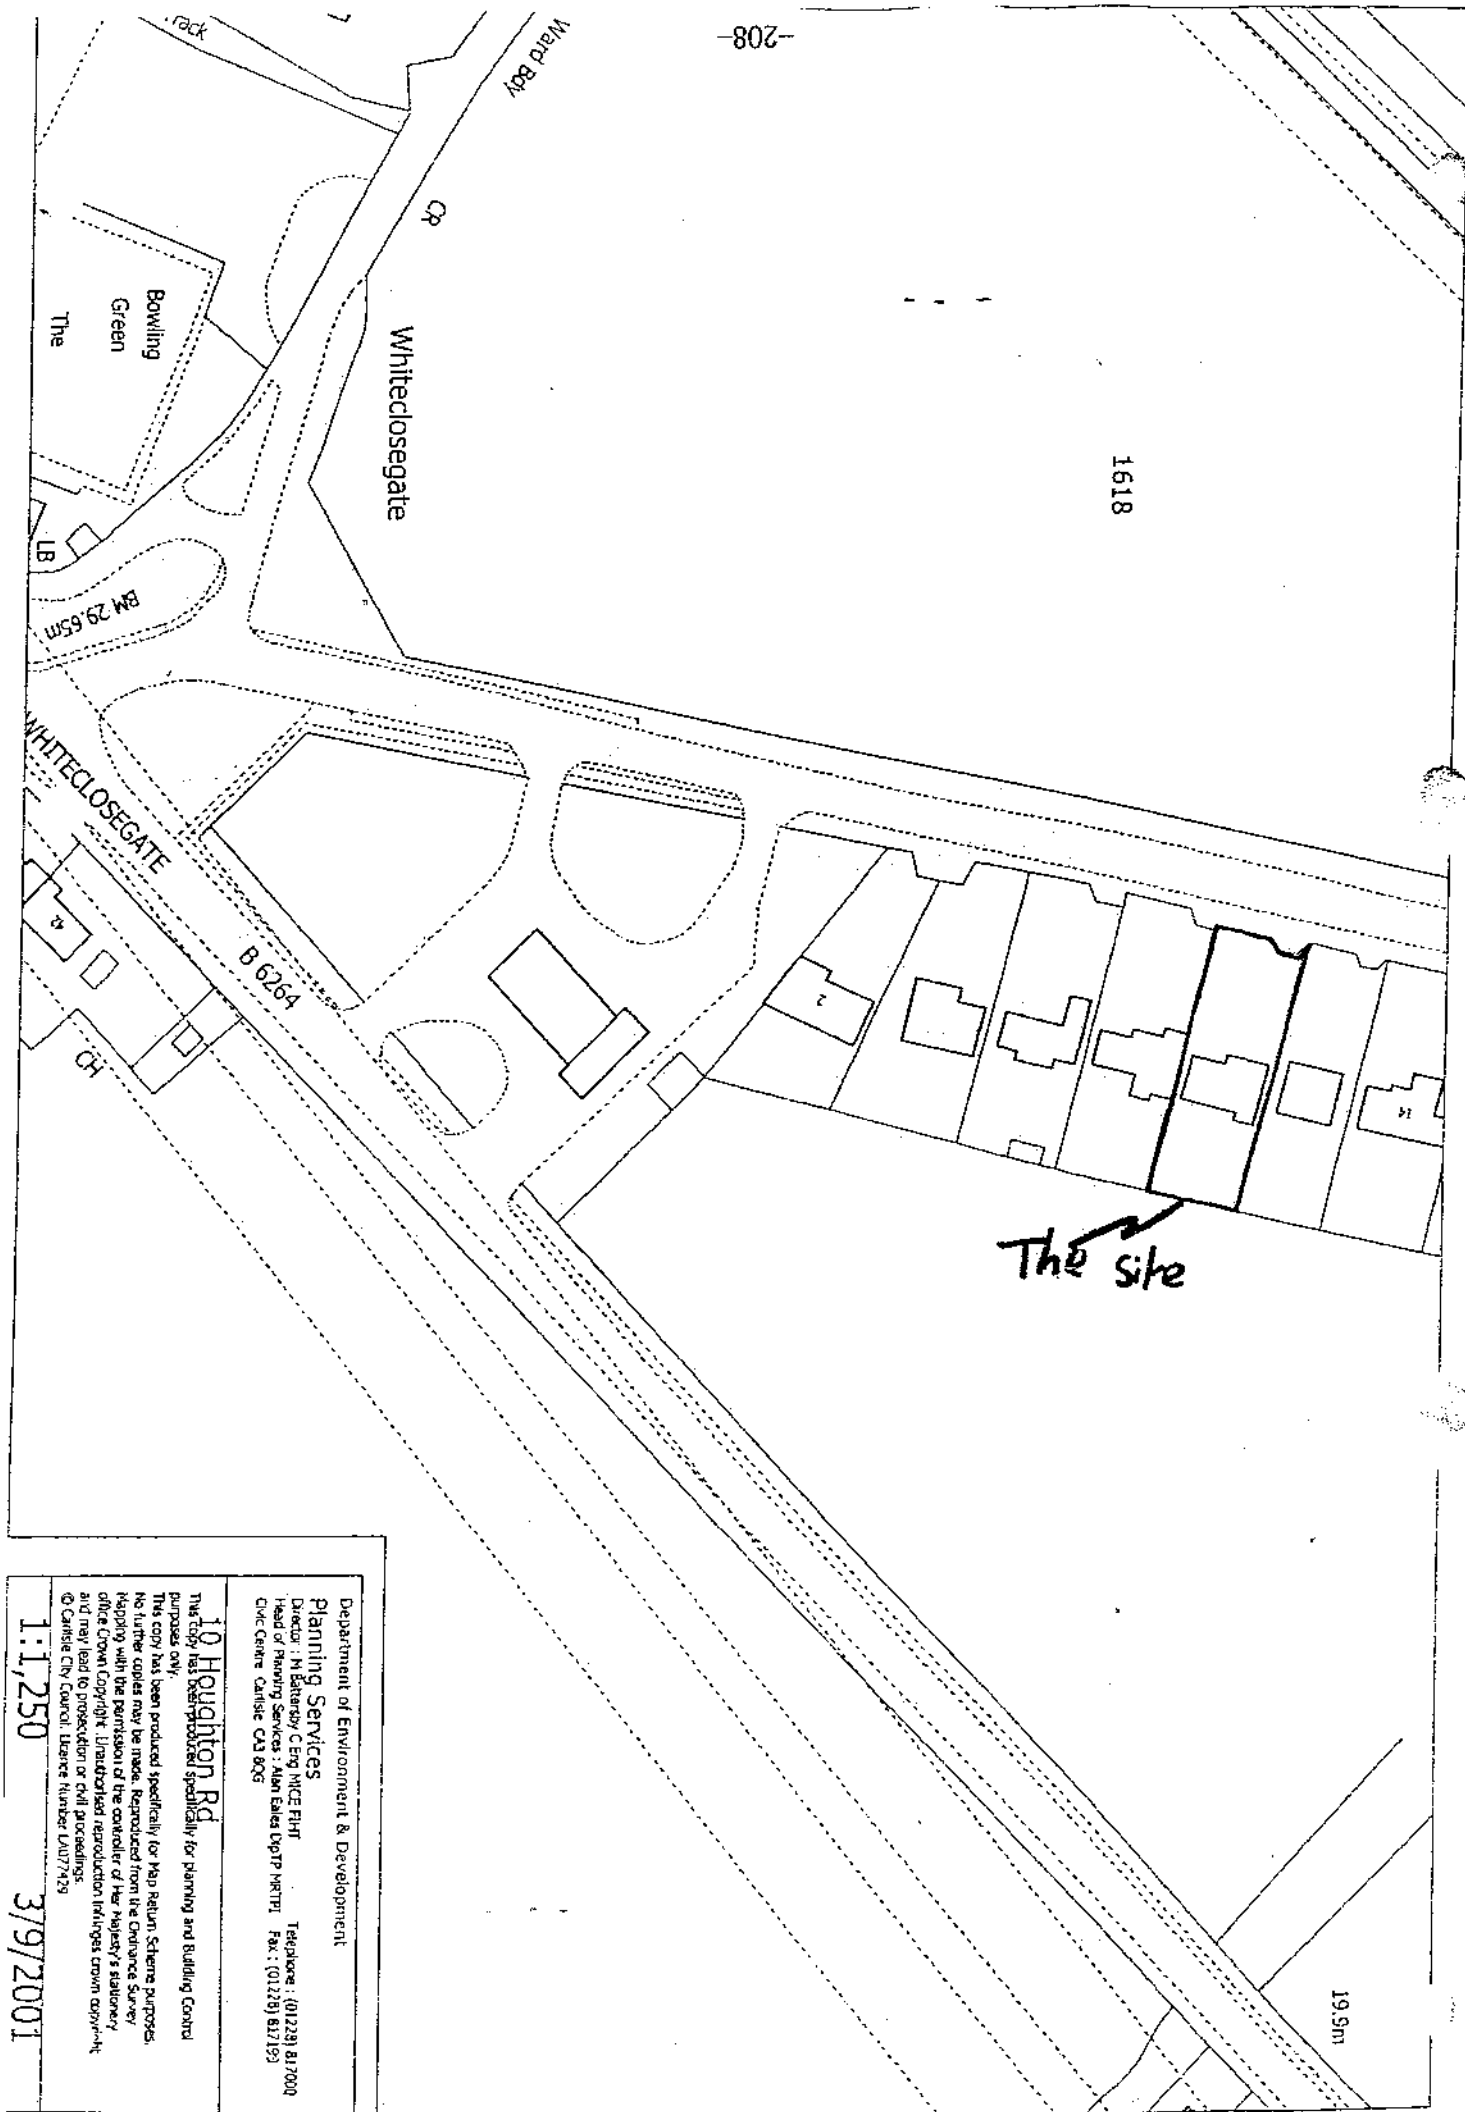 -208-
Track
Ward Bdy
CR
Whiteclosegate
1618
Bowling
Green
The
LB
BM 29.65m
WHITECLOSEGATE
B 6264
42
CH
2
14
The Site
19.9m
Department of Environment & Development
Planning Services
Director : M Battersby C Eng MICE FIHT Telephone : (01228) 817000
Head of Planning Services : Alan Eales DipTP MRTPI Fax : (01228) 817199
Civic Centre Carlisle CA3 8QG
10 Houghton Rd
This copy has been produced specifically for planning and Building Control
purposes only.
This copy has been produced specifically for Map Return Scheme purposes.
No further copies may be made. Reproduced from the Ordnance Survey
Mapping with the permission of the controller of Her Majesty's stationery
office Crown Copyright. Unauthorised reproduction infringes crown copyright
and may lead to prosecution or civil proceedings.
© Carlisle City Council. Licence Number LA077429
1:1,250 3/9/2001